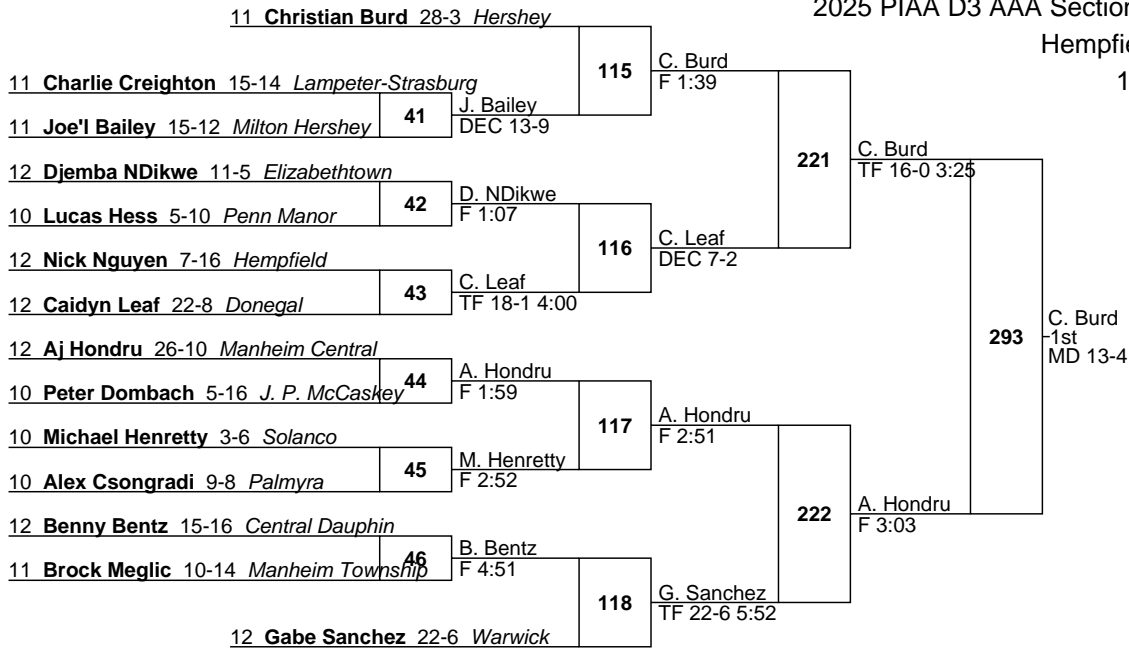 2025 PIAA D3 AAA Section
Hempfie
1
11 Christian Burd 28-3 Hershey
115
C. Burd
F 1:39
11 Charlie Creighton 15-14 Lampeter-Strasburg
41
J. Bailey
DEC 13-9
11 Joe'l Bailey 15-12 Milton Hershey
221
C. Burd
TF 16-0 3:25
12 Djemba NDikwe 11-5 Elizabethtown
42
D. NDikwe
F 1:07
10 Lucas Hess 5-10 Penn Manor
116
C. Leaf
DEC 7-2
12 Nick Nguyen 7-16 Hempfield
43
C. Leaf
TF 18-1 4:00
12 Caidyn Leaf 22-8 Donegal
293
C. Burd
1st
MD 13-4
12 Aj Hondru 26-10 Manheim Central
44
A. Hondru
F 1:59
10 Peter Dombach 5-16 J. P. McCaskey
117
A. Hondru
F 2:51
10 Michael Henretty 3-6 Solanco
45
M. Henretty
F 2:52
10 Alex Csongradi 9-8 Palmyra
222
A. Hondru
F 3:03
12 Benny Bentz 15-16 Central Dauphin
46
B. Bentz
F 4:51
11 Brock Meglic 10-14 Manheim Township
118
G. Sanchez
TF 22-6 5:52
12 Gabe Sanchez 22-6 Warwick